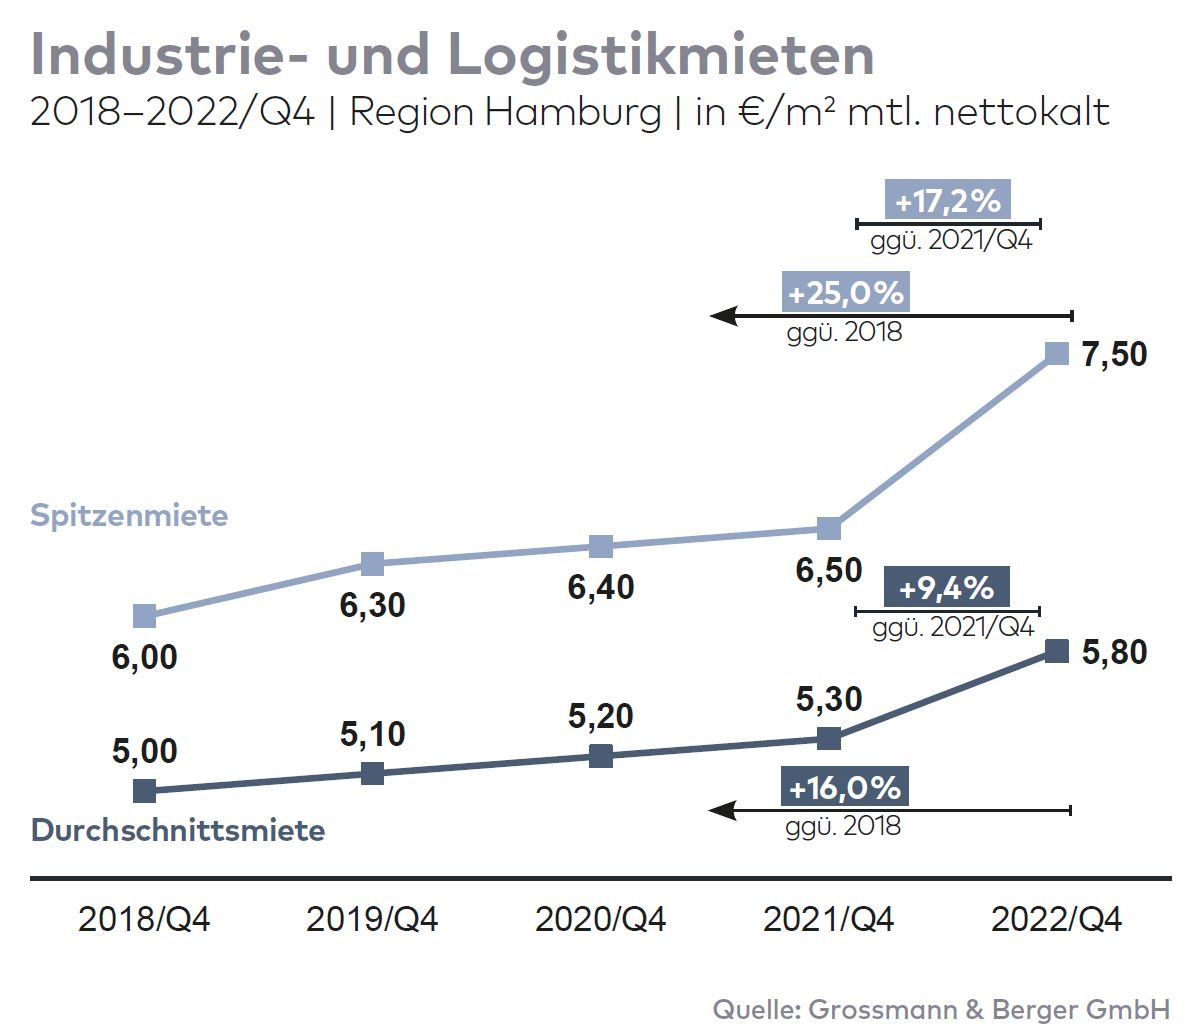 Industrie- und Logistikmieten
2018–2022/Q4 | Region Hamburg | in €/m² mtl. nettokalt
+17,2%
ggü. 2021/Q4
+25,0%
ggü. 2018
7,50
Spitzenmiete
6,50
6,40
6,30
6,00
+9,4%
ggü. 2021/Q4
5,80
5,30
5,20
5,10
5,00
+16,0%
ggü. 2018
Durchschnittsmiete
2018/Q4 2019/Q4 2020/Q4 2021/Q4 2022/Q4
Quelle: Grossmann & Berger GmbH